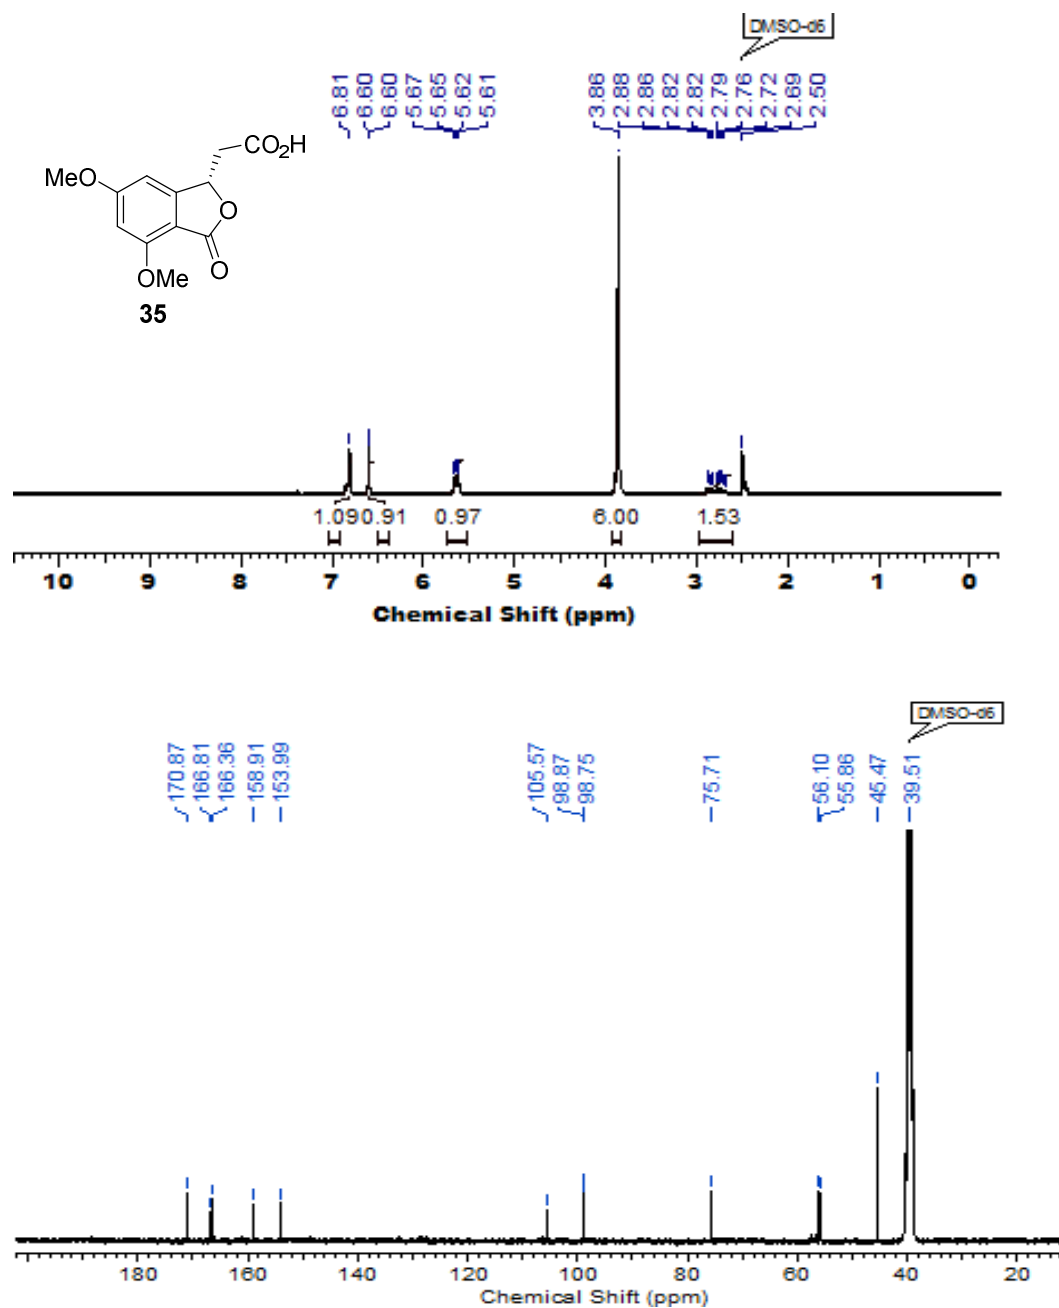 DMSO-d6
6.81
6.60
6.60
5.67
5.65
5.62
5.61
3.86
2.88
2.86
2.82
2.82
2.79
2.76
2.72
2.69
2.50
CO₂H
MeO
O
O
OMe
35
1.09 0.91 0.97 6.00 1.53
10 9 8 7 6 5 4 3 2 1 0
Chemical Shift (ppm)
DMSO-d6
170.87
166.81
166.36
158.91
153.99
105.57
98.87
98.75
75.71
56.10
55.86
45.47
39.51
180 160 140 120 100 80 60 40 20
Chemical Shift (ppm)